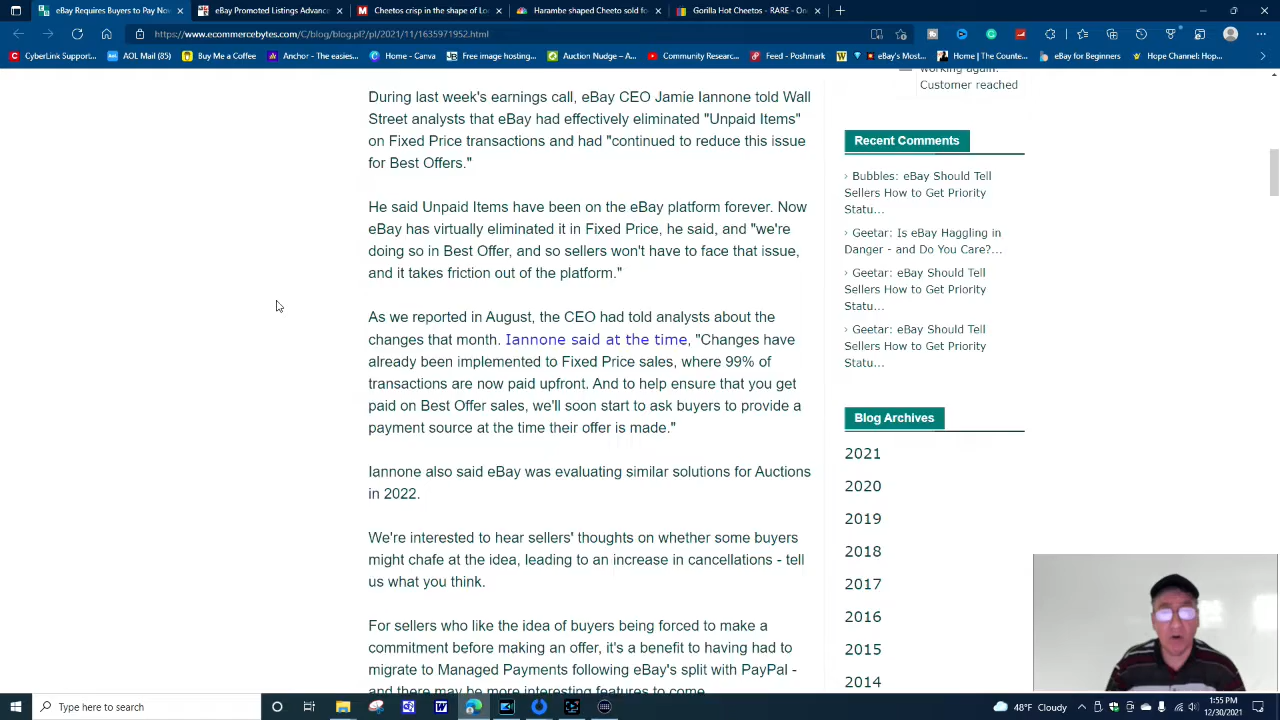 eBay Requires Buyers to Pay Now
eBay Promoted Listings Advance
Cheetos crisp in the shape of Lo
Harambe shaped Cheeto sold fo
Gorilla Hot Cheetos - RARE - On
https://www.ecommercebytes.com/C/blog/blog.pl?/pl/2021/11/1635971952.html
CyberLink Support...
AOL Mail (85)
Buy Me a Coffee
Anchor - The easies...
Home - Canva
Free image hosting...
Auction Nudge – A...
Community Researc...
Feed - Poshmark
eBay's Most...
Home | The Counte...
eBay for Beginners
Hope Channel: Hop...
During last week's earnings call, eBay CEO Jamie Iannone told Wall
Street analysts that eBay had effectively eliminated "Unpaid Items"
on Fixed Price transactions and had "continued to reduce this issue
for Best Offers."
He said Unpaid Items have been on the eBay platform forever. Now
eBay has virtually eliminated it in Fixed Price, he said, and "we're
doing so in Best Offer, and so sellers won't have to face that issue,
and it takes friction out of the platform."
As we reported in August, the CEO had told analysts about the
changes that month. Iannone said at the time, "Changes have
already been implemented to Fixed Price sales, where 99% of
transactions are now paid upfront. And to help ensure that you get
paid on Best Offer sales, we'll soon start to ask buyers to provide a
payment source at the time their offer is made."
Iannone also said eBay was evaluating similar solutions for Auctions
in 2022.
We're interested to hear sellers' thoughts on whether some buyers
might chafe at the idea, leading to an increase in cancellations - tell
us what you think.
For sellers who like the idea of buyers being forced to make a
commitment before making an offer, it's a benefit to having had to
migrate to Managed Payments following eBay's split with PayPal -
and there may be more interesting features to come.
working again.
Customer reached
Recent Comments
› Bubbles: eBay Should Tell
Sellers How to Get Priority
Statu...
› Geetar: Is eBay Haggling in
Danger - and Do You Care?...
› Geetar: eBay Should Tell
Sellers How to Get Priority
Statu...
› Geetar: eBay Should Tell
Sellers How to Get Priority
Statu...
Blog Archives
2021
2020
2019
2018
2017
2016
2015
2014
Type here to search
48°F Cloudy
1:55 PM
12/30/2021